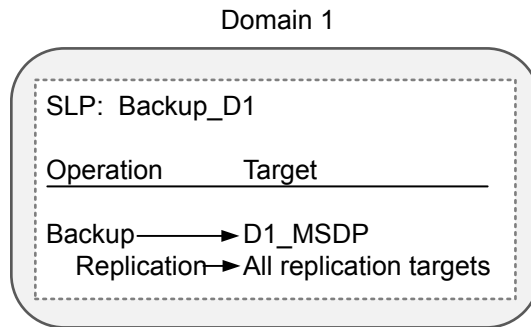 Domain 1
SLP: Backup_D1
Operation Target
Backup D1_MSDP
Replication All replication targets